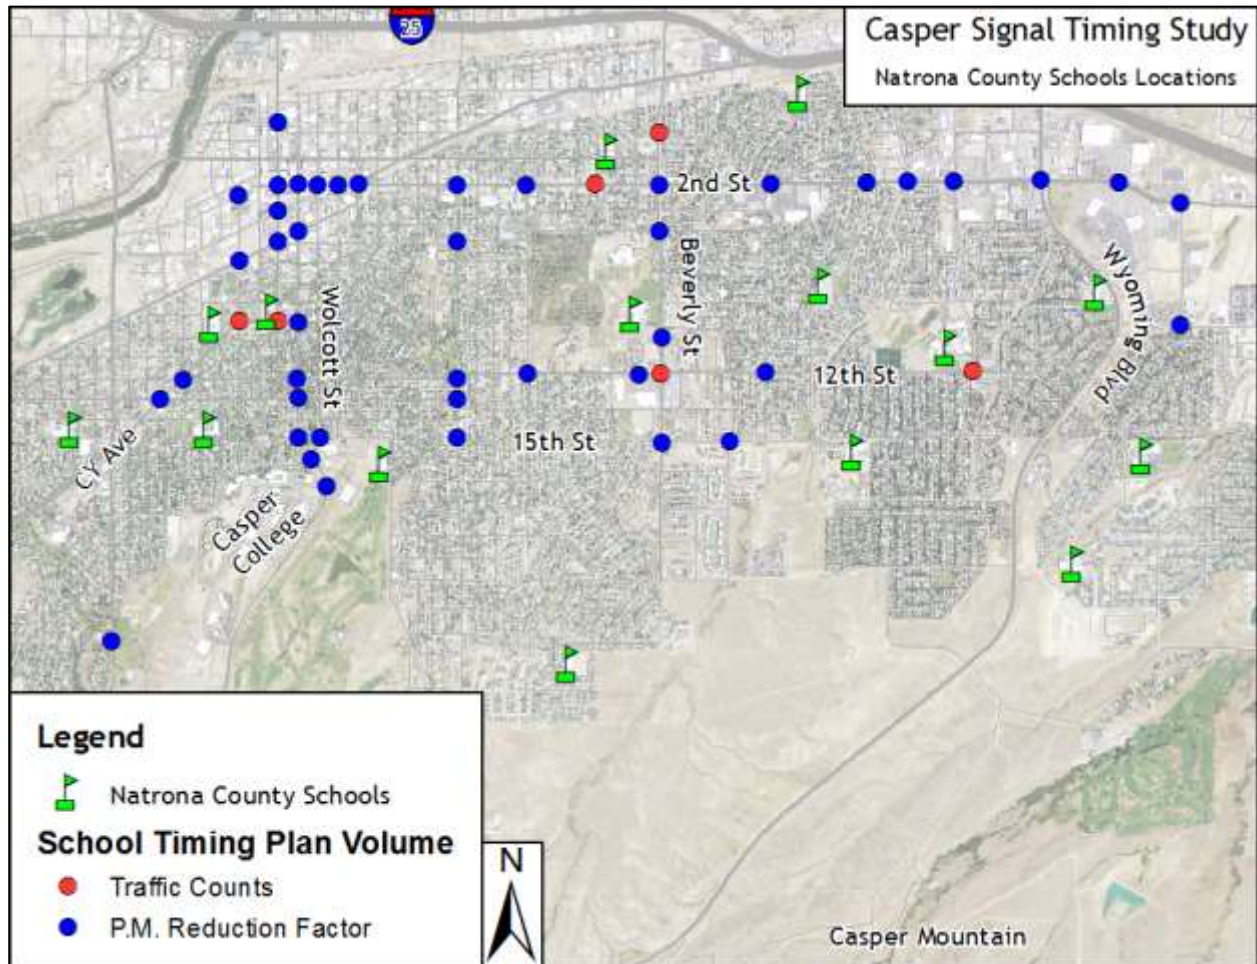 25
Casper Signal Timing Study
Natrona County Schools Locations
2nd St
Beverly St
Wolcott St
Wyoming Blvd
12th St
15th St
CY Ave
Casper
College
Legend
Natrona County Schools
School Timing Plan Volume
Traffic Counts
P.M. Reduction Factor
N
Casper Mountain